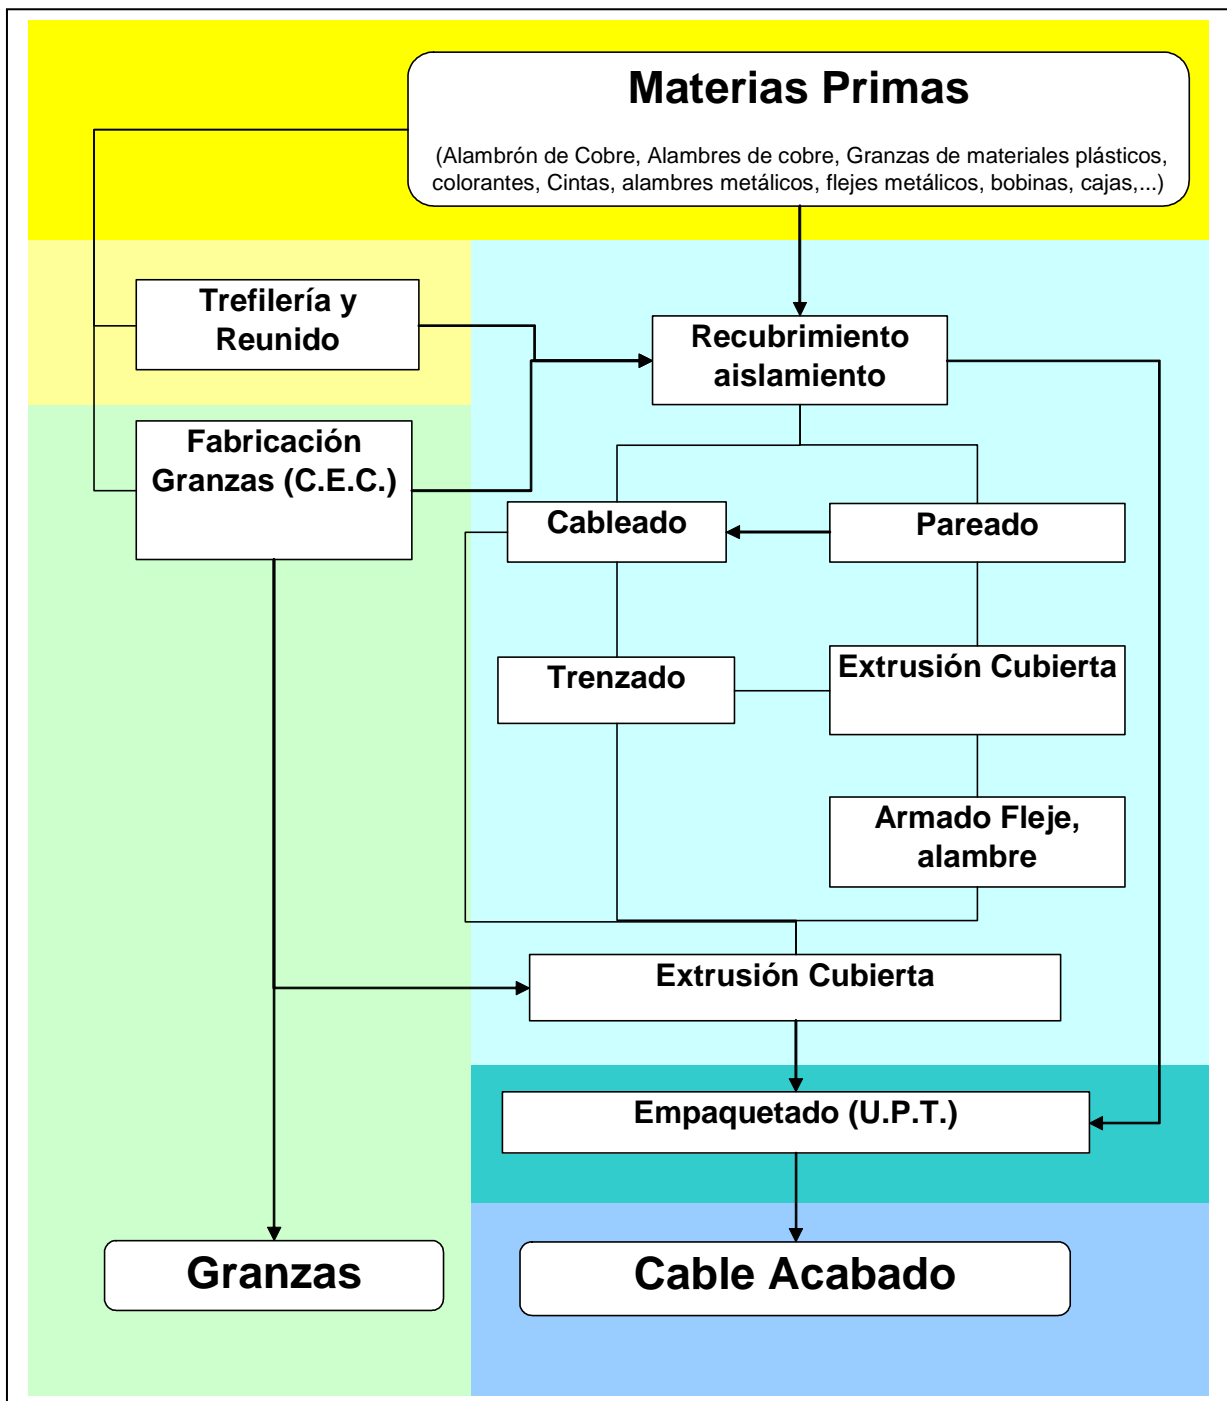 Materias Primas
(Alambrón de Cobre, Alambres de cobre, Granzas de materiales plásticos,
colorantes, Cintas, alambres metálicos, flejes metálicos, bobinas, cajas,...)
Trefilería y
Reunido
Recubrimiento
aislamiento
Fabricación
Granzas (C.E.C.)
Cableado
Pareado
Trenzado
Extrusión Cubierta
Armado Fleje,
alambre
Extrusión Cubierta
Empaquetado (U.P.T.)
Granzas
Cable Acabado